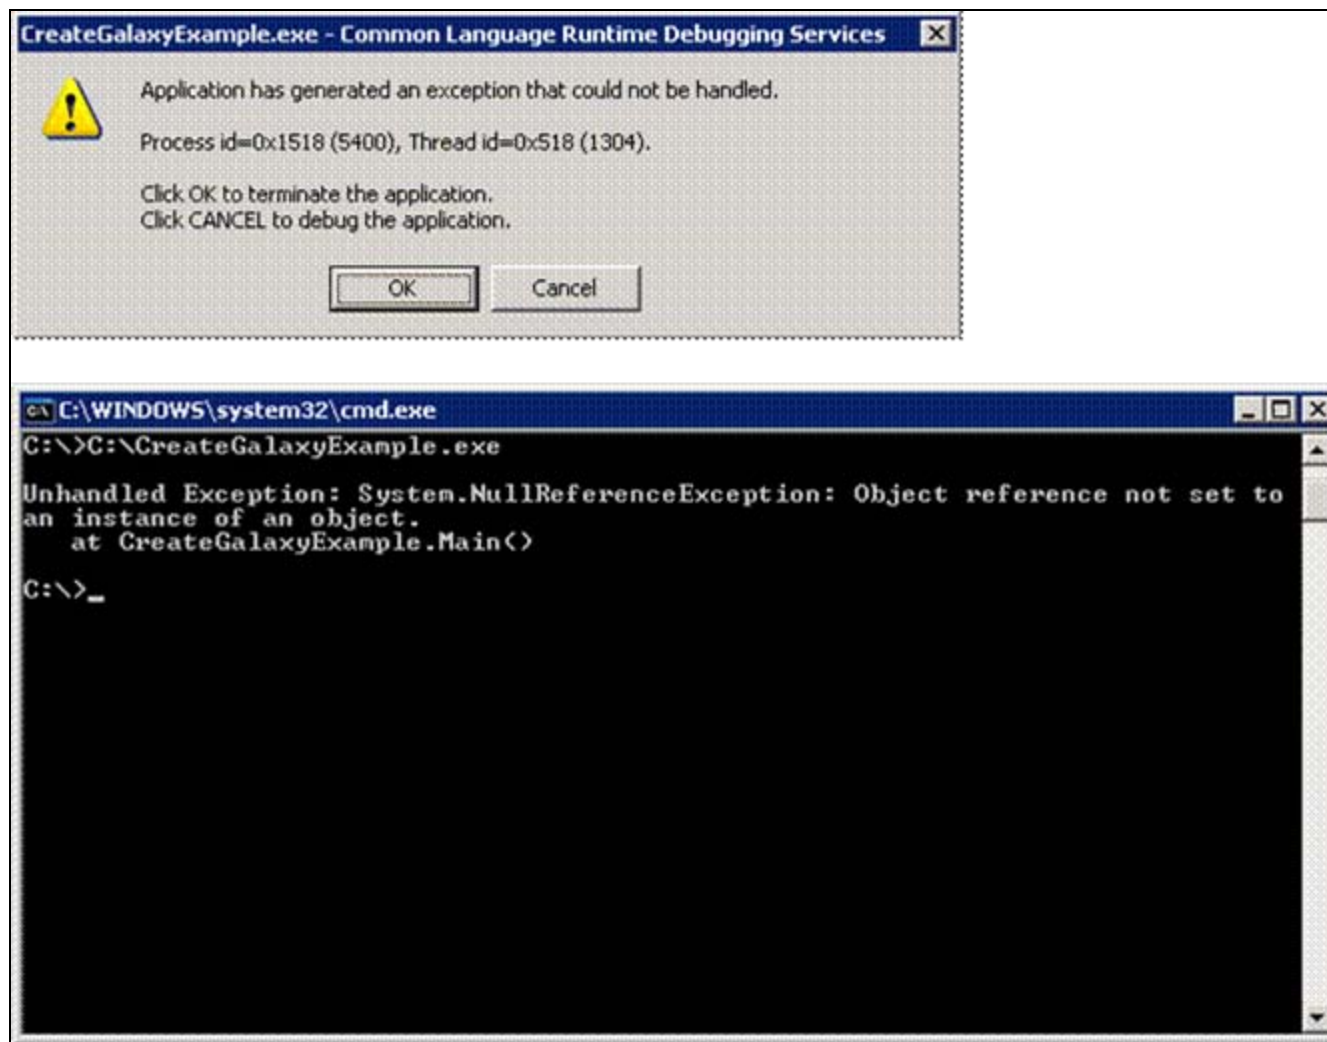 CreateGalaxyExample.exe - Common Language Runtime Debugging Services
Application has generated an exception that could not be handled.
Process id=0x1518 (5400), Thread id=0x518 (1304).
Click OK to terminate the application.
Click CANCEL to debug the application.
OK Cancel
C:\WINDOWS\system32\cmd.exe
C:\>C:\CreateGalaxyExample.exe
Unhandled Exception: System.NullReferenceException: Object reference not set to
an instance of an object.
   at CreateGalaxyExample.Main()
C:\>_